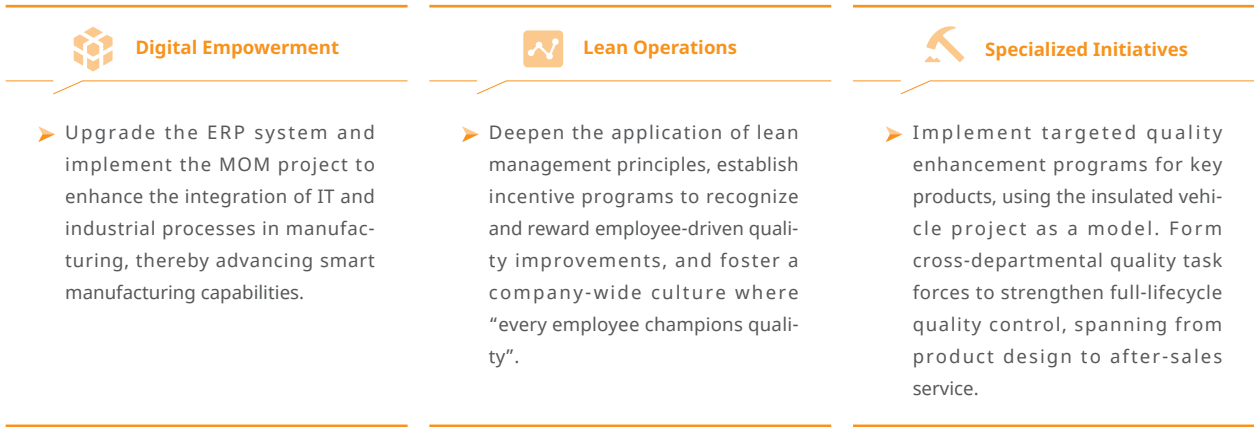 Digital Empowerment
Upgrade the ERP system and
implement the MOM project to
enhance the integration of IT and
industrial processes in manufac-
turing, thereby advancing smart
manufacturing capabilities.
Lean Operations
Deepen the application of lean
management principles, establish
incentive programs to recognize
and reward employee-driven quali-
ty improvements, and foster a
company-wide culture where
“every employee champions quali-
ty”.
Specialized Initiatives
Implement targeted quality
enhancement programs for key
products, using the insulated vehi-
cle project as a model. Form
cross-departmental quality task
forces to strengthen full-lifecycle
quality control, spanning from
product design to after-sales
service.